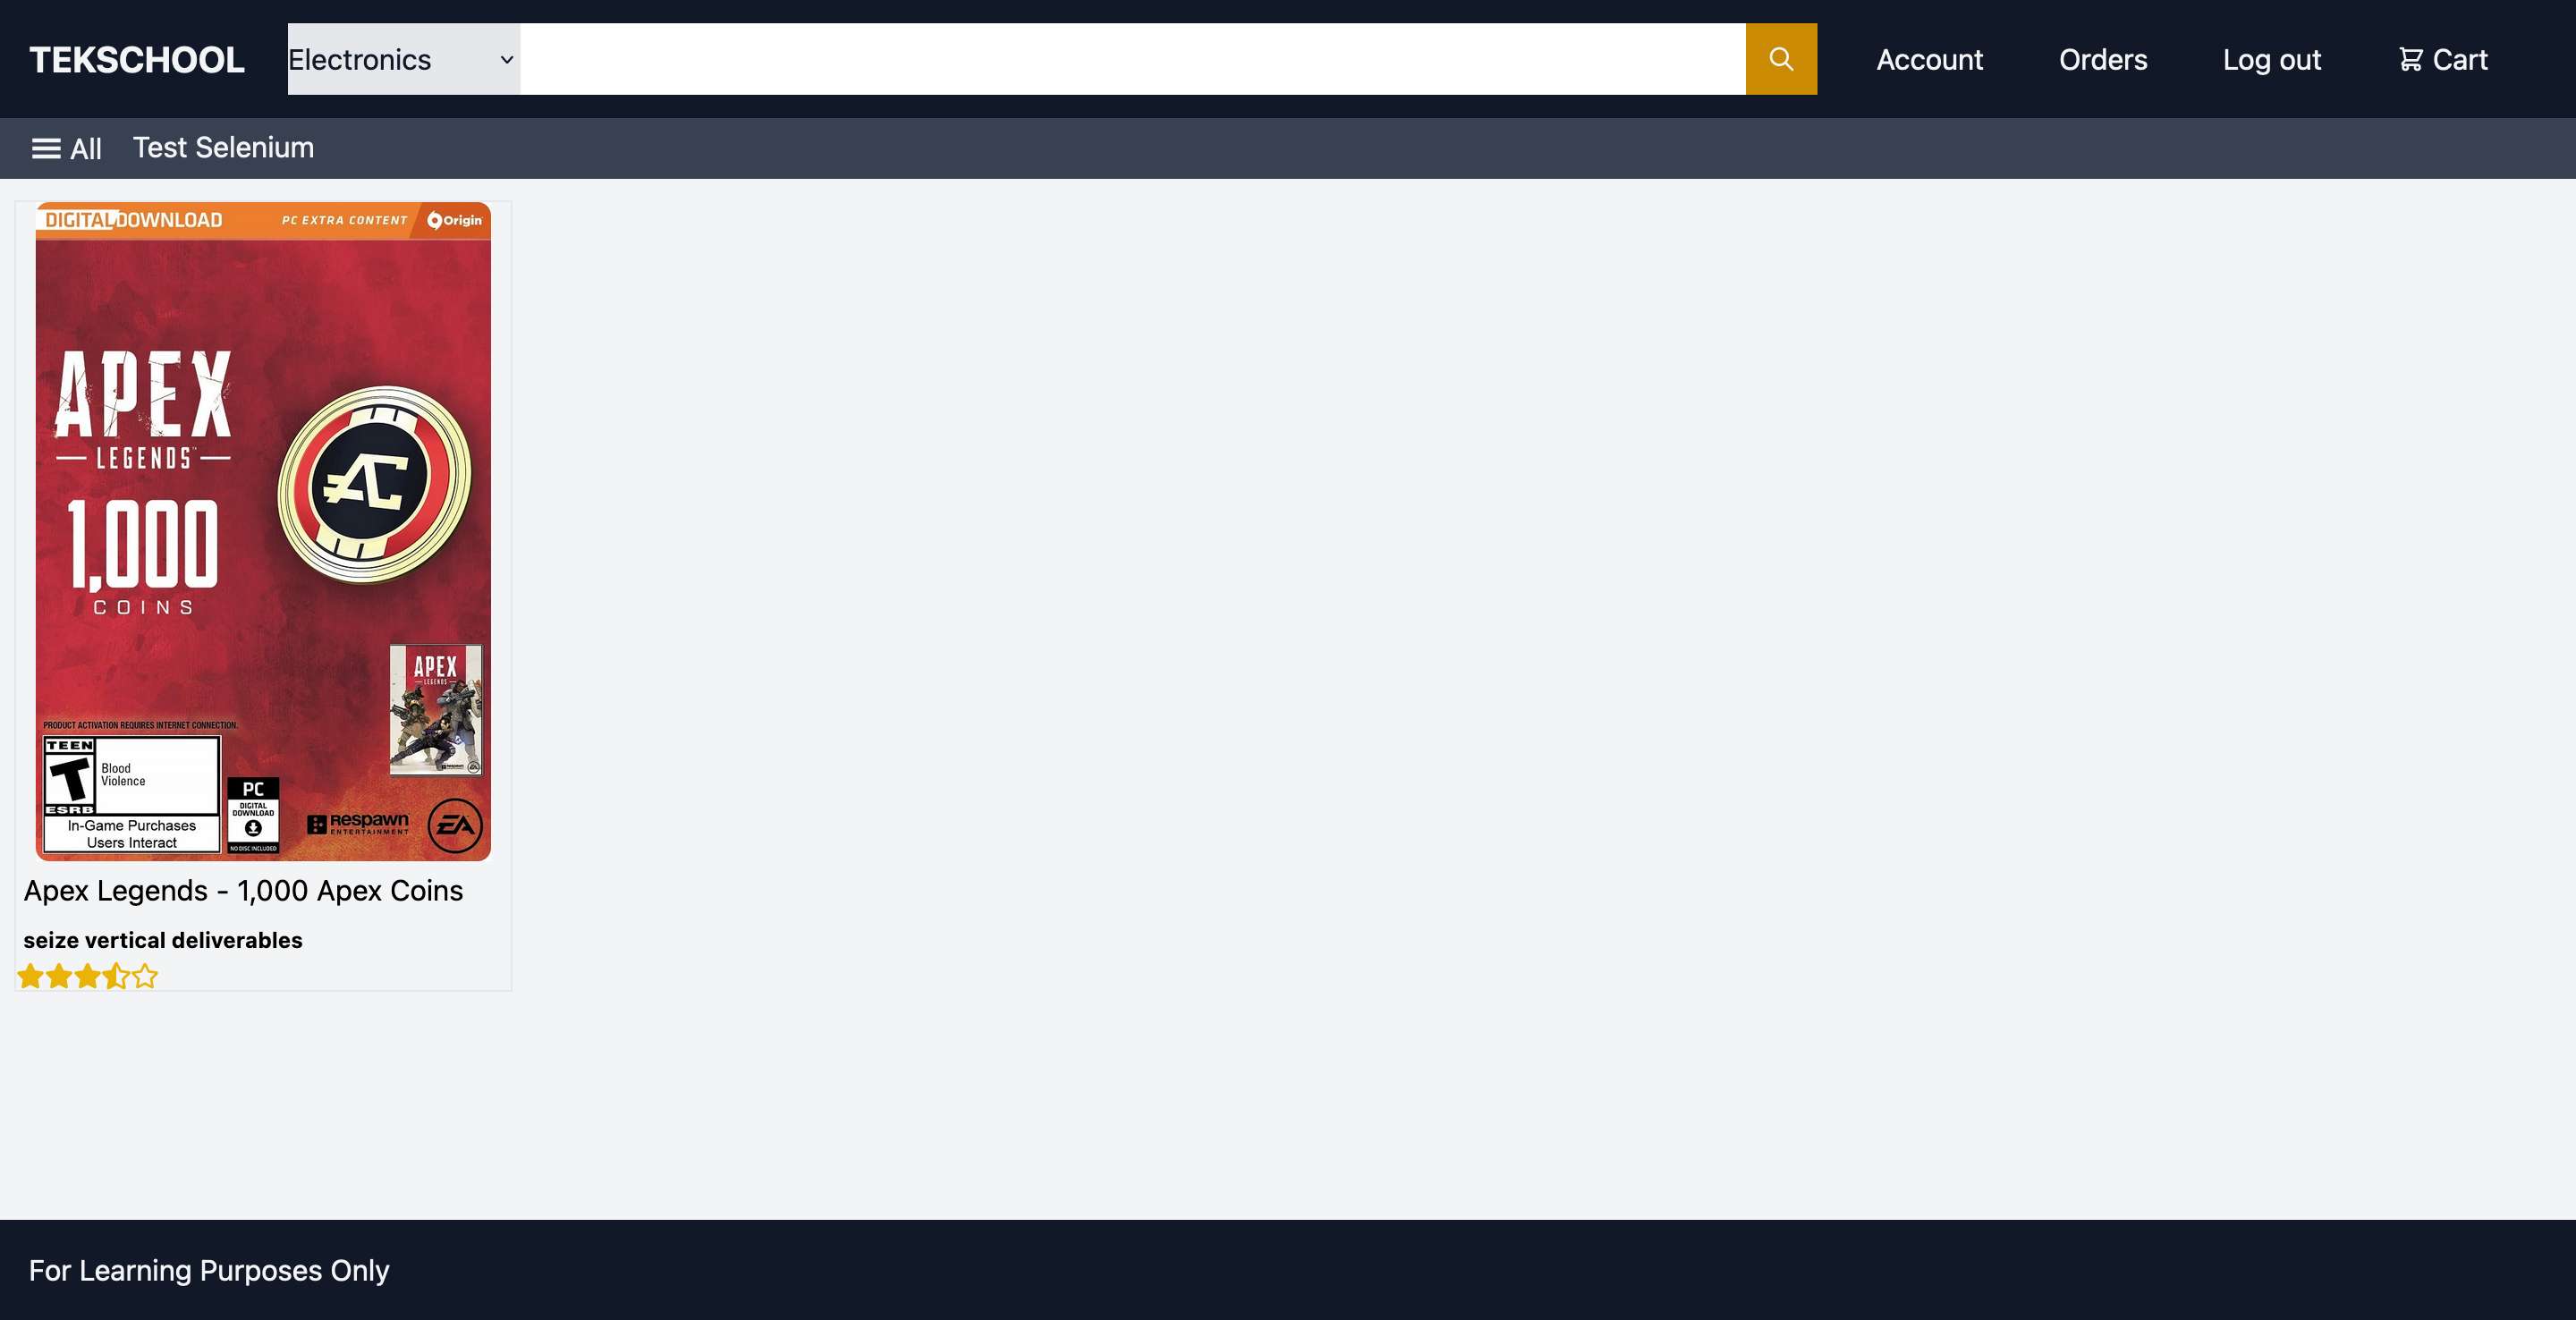 TEKSCHOOL
Electronics
Account
Orders
Log out
Cart
All
Test Selenium
DIGITALDOWNLOAD
PC EXTRA CONTENT
Origin
APEX
LEGENDS
1,000
COINS
APEX
LEGENDS
PRODUCT ACTIVATION REQUIRES INTERNET CONNECTION.
TEEN
T
ESRB
Blood
Violence
In-Game Purchases
Users Interact
PC
DIGITAL
DOWNLOAD
NO DISC INCLUDED
Respawn
ENTERTAINMENT
EA
Apex Legends - 1,000 Apex Coins
seize vertical deliverables
For Learning Purposes Only